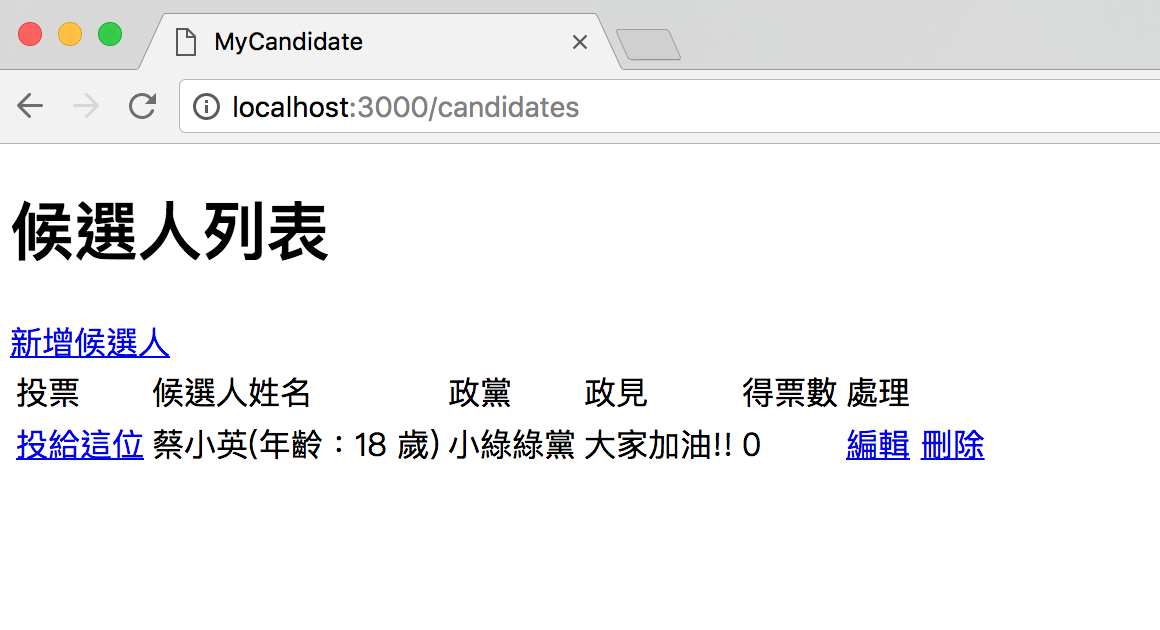 MyCandidate
localhost:3000/candidates
候選人列表
新增候選人
投票 候選人姓名 政黨 政見 得票數 處理
投給這位 蔡小英(年齡：18 歲) 小綠綠黨 大家加油!! 0 編輯 刪除